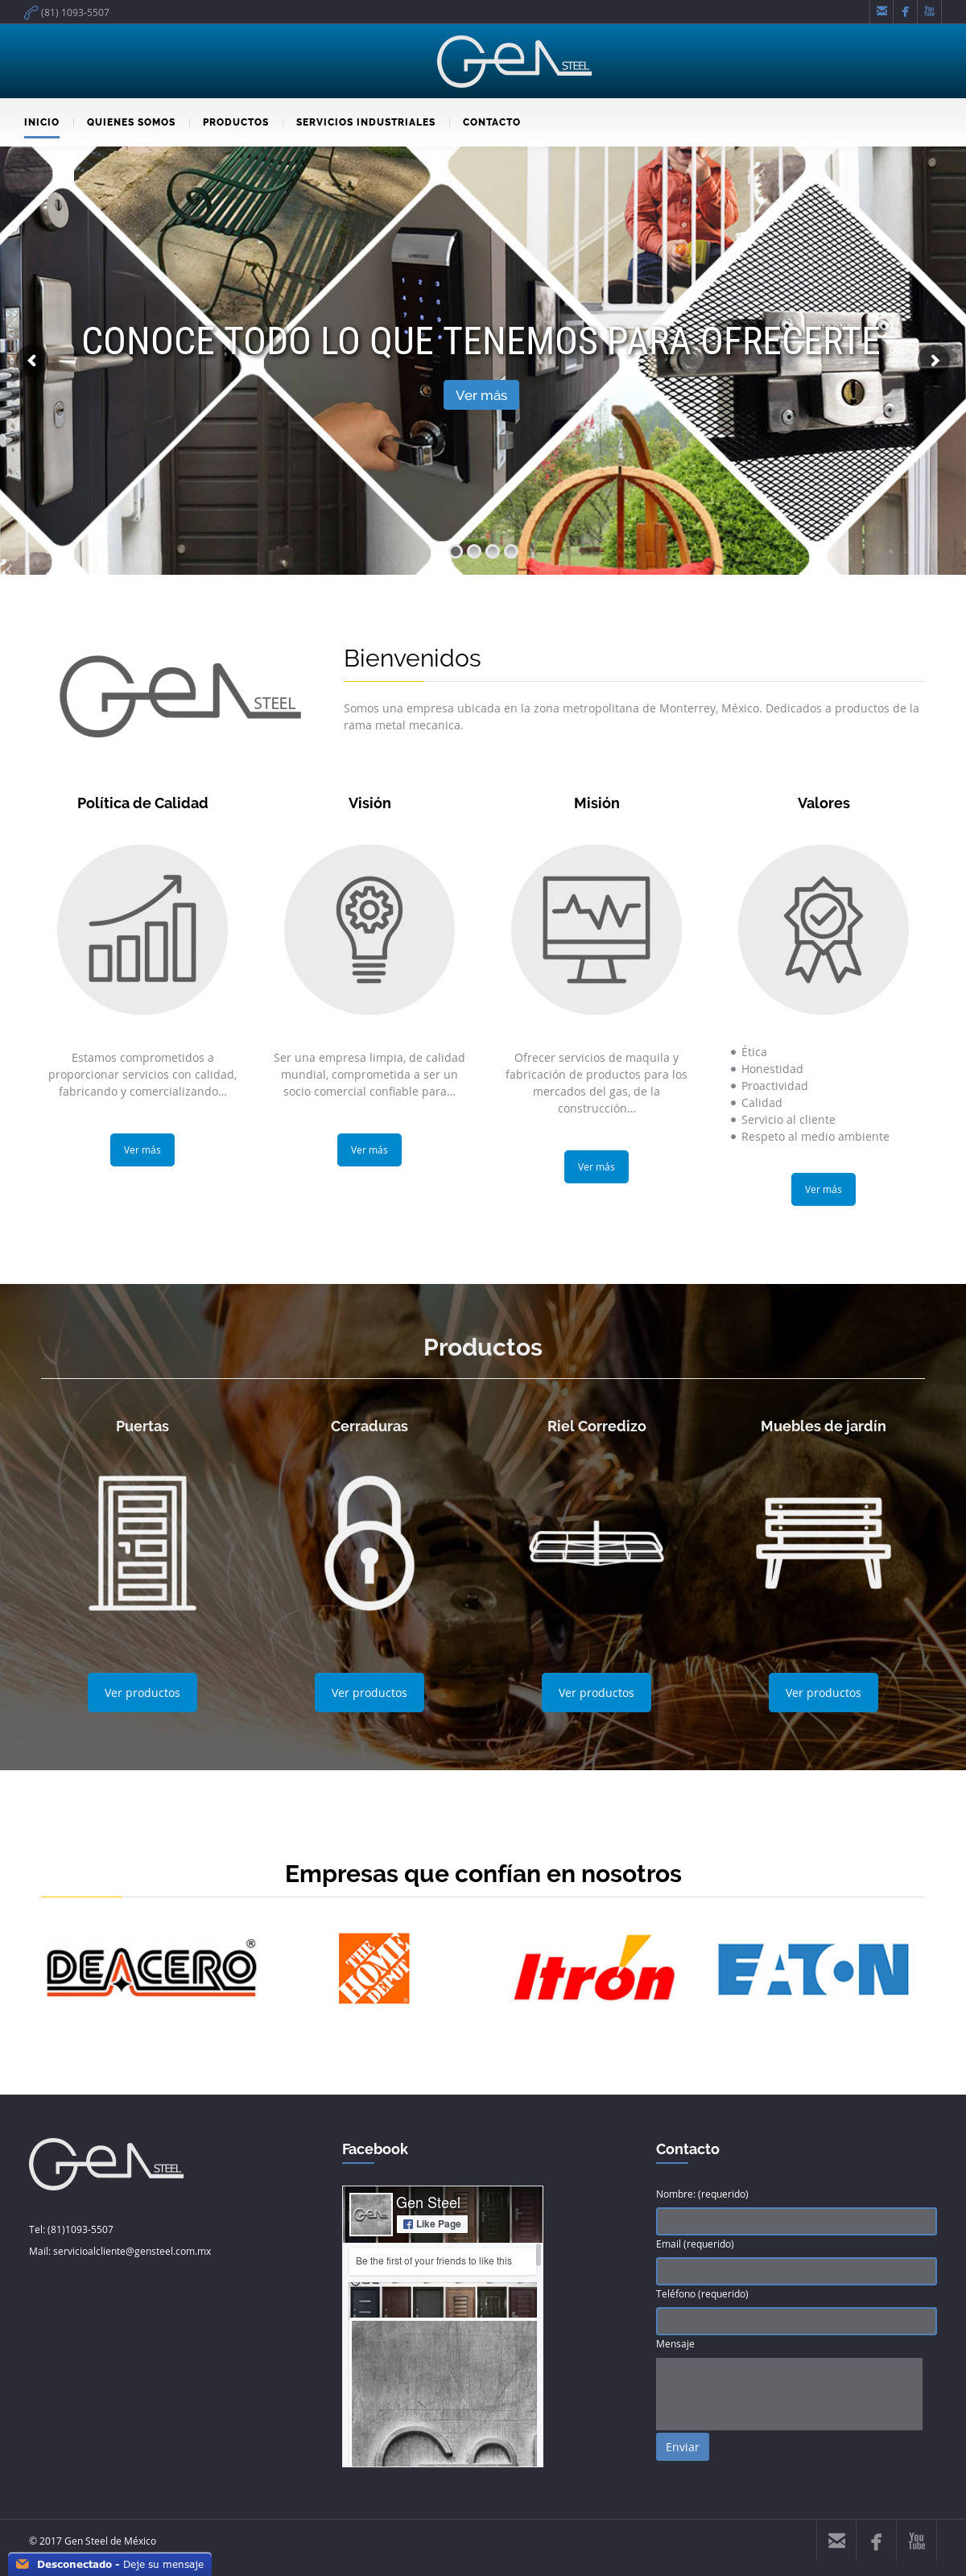 (81) 1093-5507
Gen STEEL
INICIO
QUIENES SOMOS
PRODUCTOS
SERVICIOS INDUSTRIALES
CONTACTO
CONOCE TODO LO QUE TENEMOS PARA OFRECERTE
Ver más
Gen STEEL
Bienvenidos
Somos una empresa ubicada en la zona metropolitana de Monterrey, México. Dedicados a productos de la
rama metal mecanica.
Política de Calidad
Estamos comprometidos a
proporcionar servicios con calidad,
fabricando y comercializando...
Ver más
Visión
Ser una empresa limpia, de calidad
mundial, comprometida a ser un
socio comercial confiable para...
Ver más
Misión
Ofrecer servicios de maquila y
fabricación de productos para los
mercados del gas, de la
construcción...
Ver más
Valores
Ética
Honestidad
Proactividad
Calidad
Servicio al cliente
Respeto al medio ambiente
Ver más
Productos
Puertas
Ver productos
Cerraduras
Ver productos
Riel Corredizo
Ver productos
Muebles de jardín
Ver productos
Empresas que confían en nosotros
DEACERO®
THE HOME DEPOT
Itrón
EATON
Gen STEEL
Tel: (81)1093-5507
Mail: servicioalcliente@gensteel.com.mx
Facebook
Gen Steel
Like Page
Be the first of your friends to like this
Contacto
Nombre: (requerido)
Email (requerido)
Teléfono (requerido)
Mensaje
Enviar
© 2017 Gen Steel de México
You Tube
Desconectado - Deje su mensaje